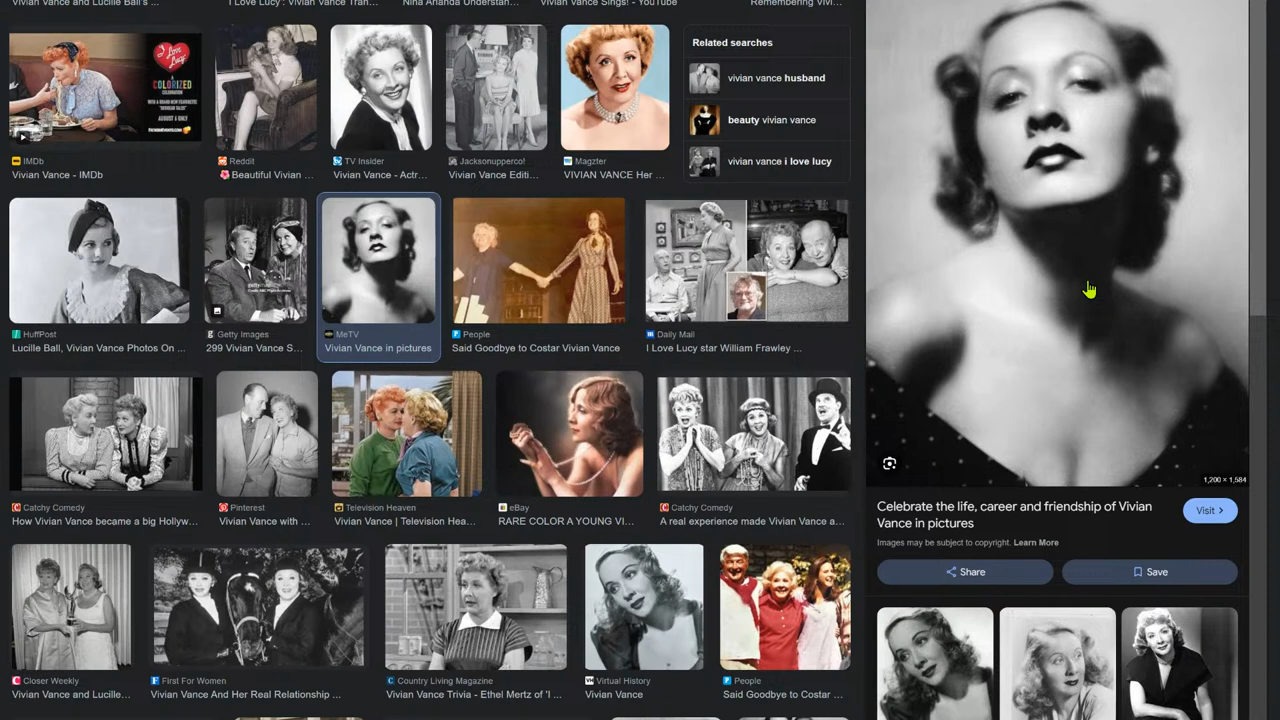 Vivian Vance and Lucille Ball's ...
'I Love Lucy': Vivian Vance Tran...
Nina Ananda Understan...
Vivian Vance Sings! - YouTube
Remembering Vivi...
I Love Lucy
A
COLORIZED
CELEBRATION
AUGUST 6 ONLY
IMDb
Vivian Vance - IMDb
Reddit
🌺Beautiful Vivian ...
TV Insider
Vivian Vance - Actr...
Jacksonupperco!
Vivian Vance Editi...
Magzter
VIVIAN VANCE Her ...
Related searches
vivian vance husband
beauty vivian vance
vivian vance i love lucy
HuffPost
Lucille Ball, Vivian Vance Photos On ...
gettyimages
Getty Images
299 Vivian Vance S...
MeTV
Vivian Vance in pictures
People
Said Goodbye to Costar Vivian Vance
Daily Mail
I Love Lucy star William Frawley ...
Catchy Comedy
How Vivian Vance became a big Hollyw...
Pinterest
Vivian Vance with ...
Television Heaven
Vivian Vance | Television Hea...
eBay
RARE COLOR A YOUNG VI...
Catchy Comedy
A real experience made Vivian Vance a...
Closer Weekly
Vivian Vance and Lucille...
First For Women
Vivian Vance And Her Real Relationship ...
Country Living Magazine
Vivian Vance Trivia - Ethel Mertz of 'I ...
Virtual History
Vivian Vance
People
Said Goodbye to Costar ...
1,200 × 1,584
Celebrate the life, career and friendship of Vivian
Vance in pictures
Visit
Images may be subject to copyright. Learn More
Share
Save